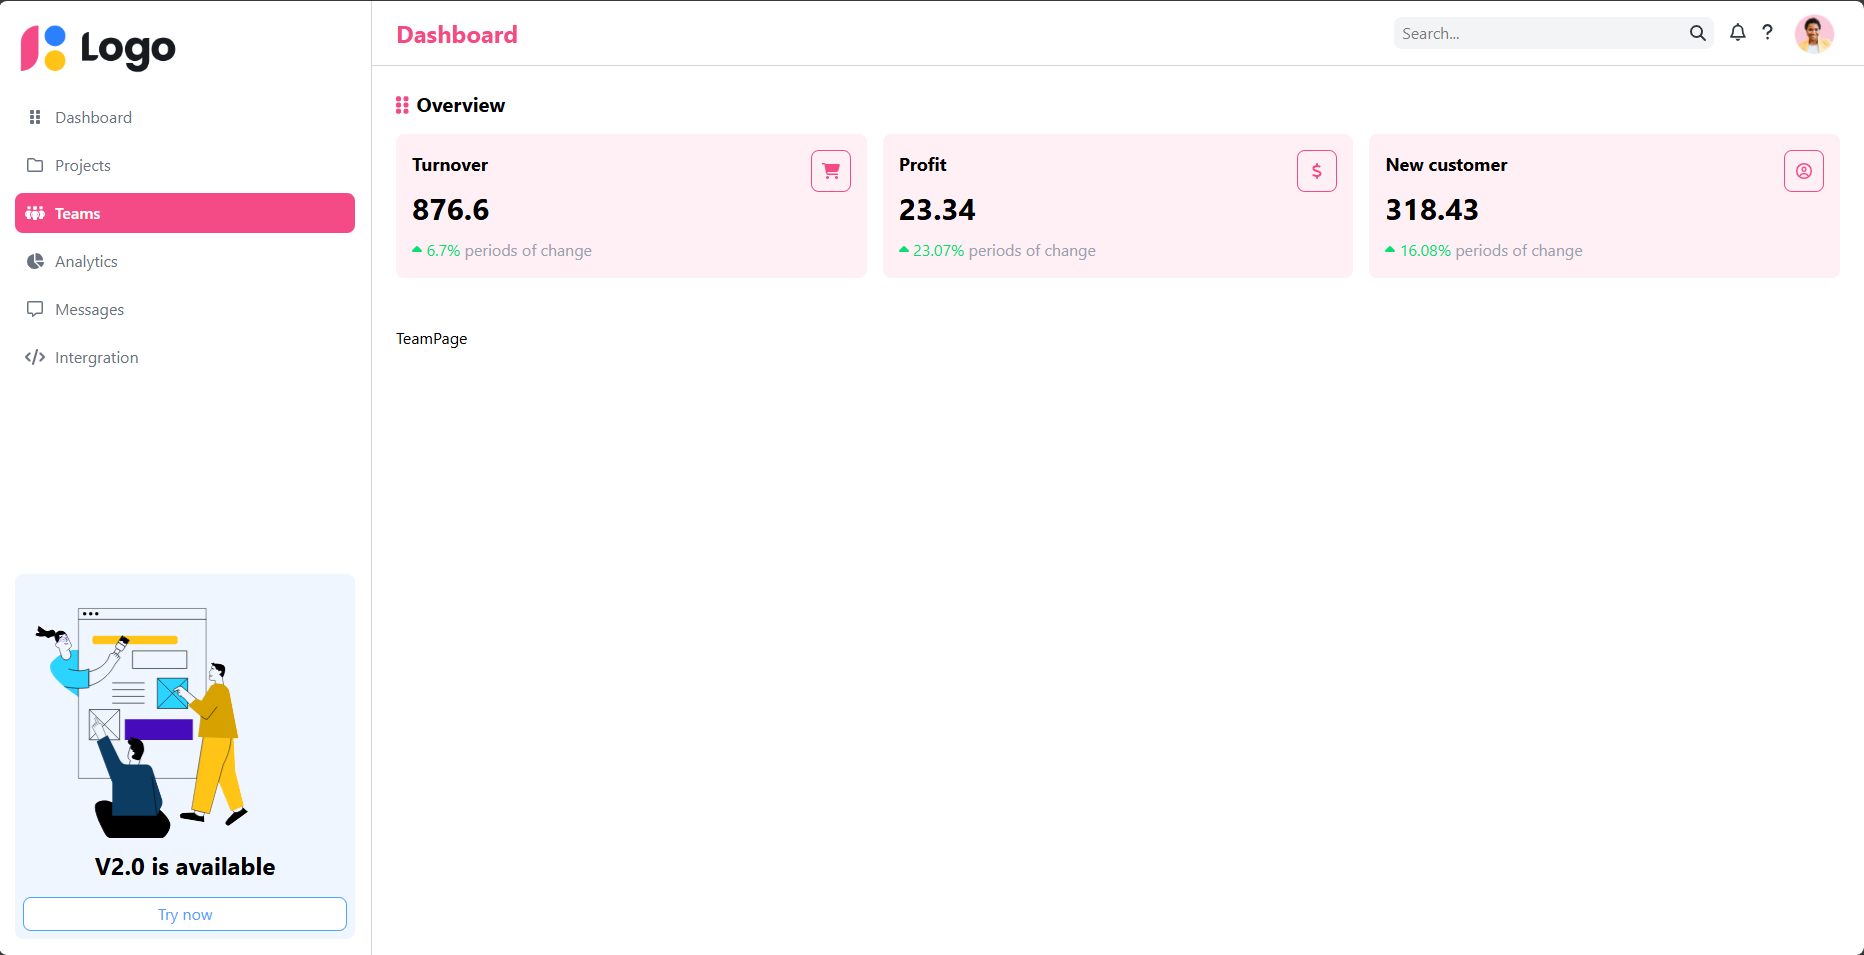 Logo
Dashboard
Projects
Teams
Analytics
Messages
Intergration
V2.0 is available
Try now
Dashboard
Search...
Overview
Turnover
876.6
6.7% periods of change
Profit
$
23.34
23.07% periods of change
New customer
318.43
16.08% periods of change
TeamPage